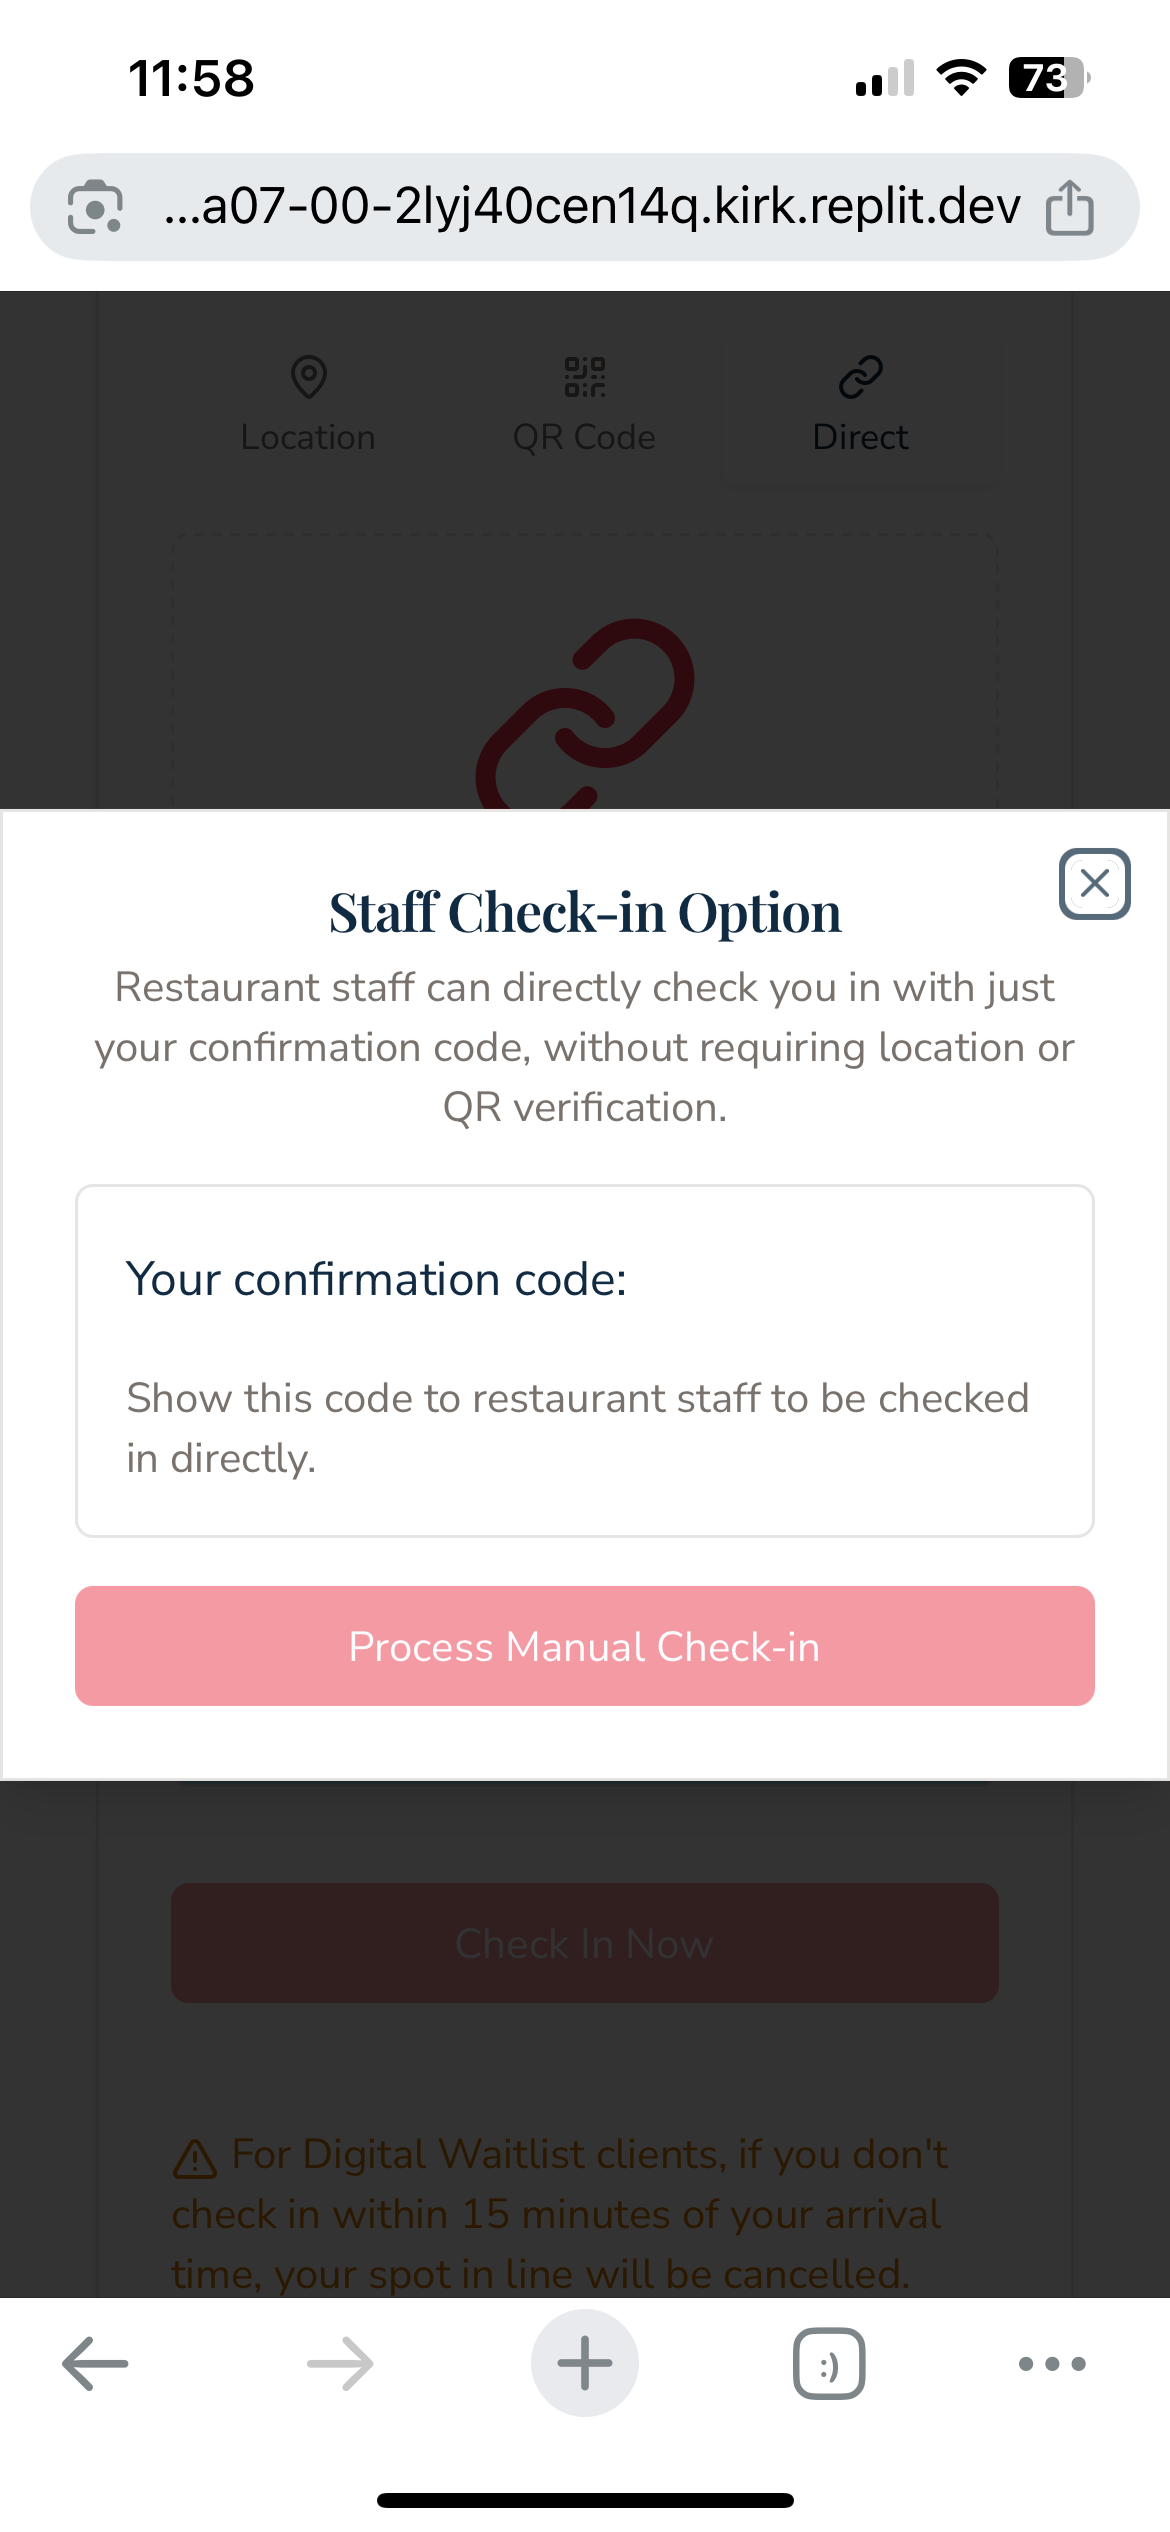 11:58
73
...a07-00-2lyj40cen14q.kirk.replit.dev
Location
QR Code
Direct
Staff Check-in Option
Restaurant staff can directly check you in with just
your confirmation code, without requiring location or
QR verification.
Your confirmation code:
Show this code to restaurant staff to be checked
in directly.
Process Manual Check-in
Check In Now
For Digital Waitlist clients, if you don't
check in within 15 minutes of your arrival
time, your spot in line will be cancelled.
:)